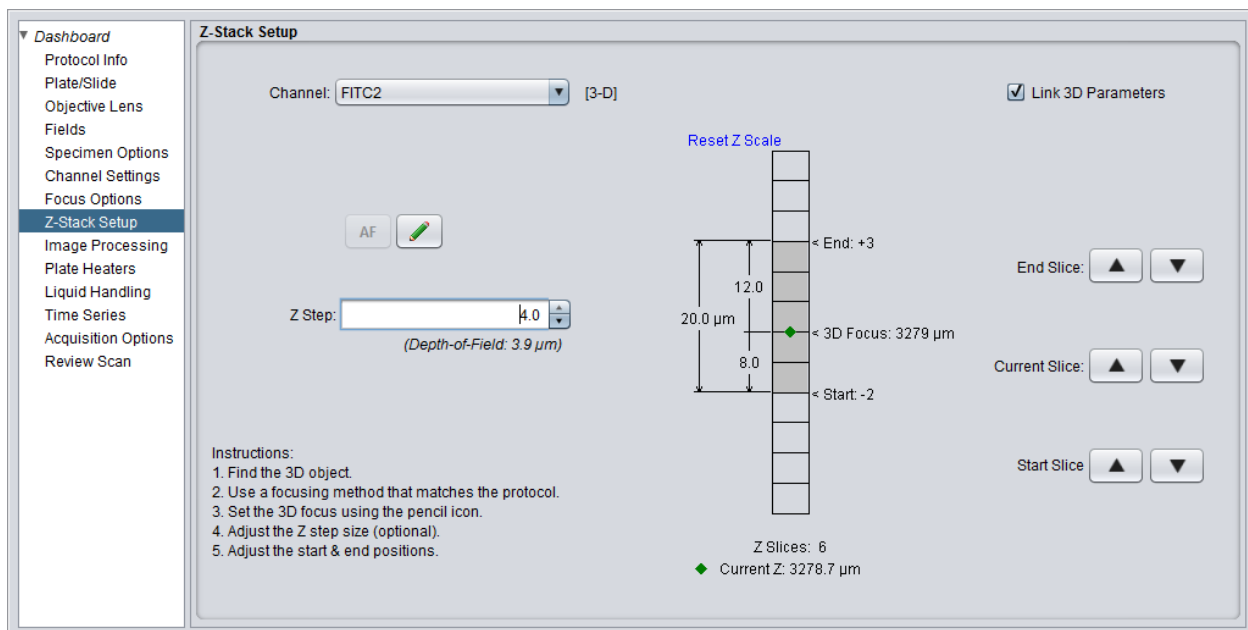 Dashboard
Protocol Info
Plate/Slide
Objective Lens
Fields
Specimen Options
Channel Settings
Focus Options
Z-Stack Setup
Image Processing
Plate Heaters
Liquid Handling
Time Series
Acquisition Options
Review Scan
Z-Stack Setup
Channel: FITC2 [3-D]
Link 3D Parameters
AF
Z Step: 4.0
(Depth-of-Field: 3.9 µm)
Instructions:
1. Find the 3D object.
2. Use a focusing method that matches the protocol.
3. Set the 3D focus using the pencil icon.
4. Adjust the Z step size (optional).
5. Adjust the start & end positions.
Reset Z Scale
< End: +3
12.0
20.0 µm
< 3D Focus: 3279 µm
8.0
< Start: -2
Z Slices: 6
Current Z: 3278.7 µm
End Slice:
Current Slice:
Start Slice